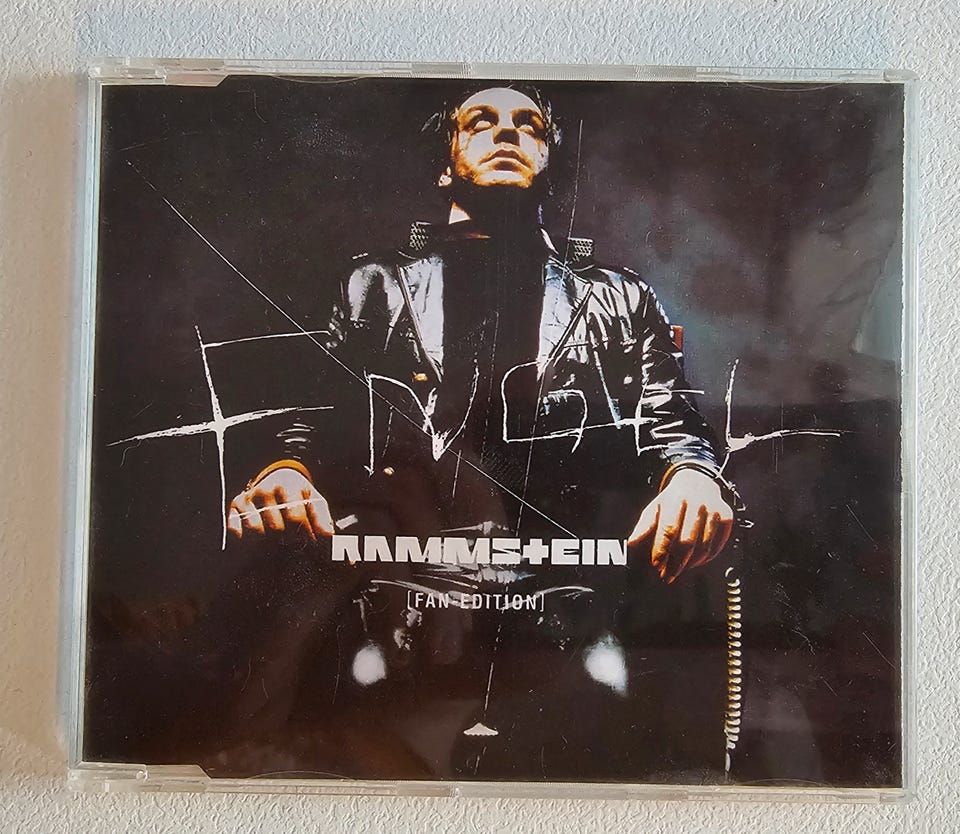 ENGEL
RAMMSTEIN
[FAN-EDITION]